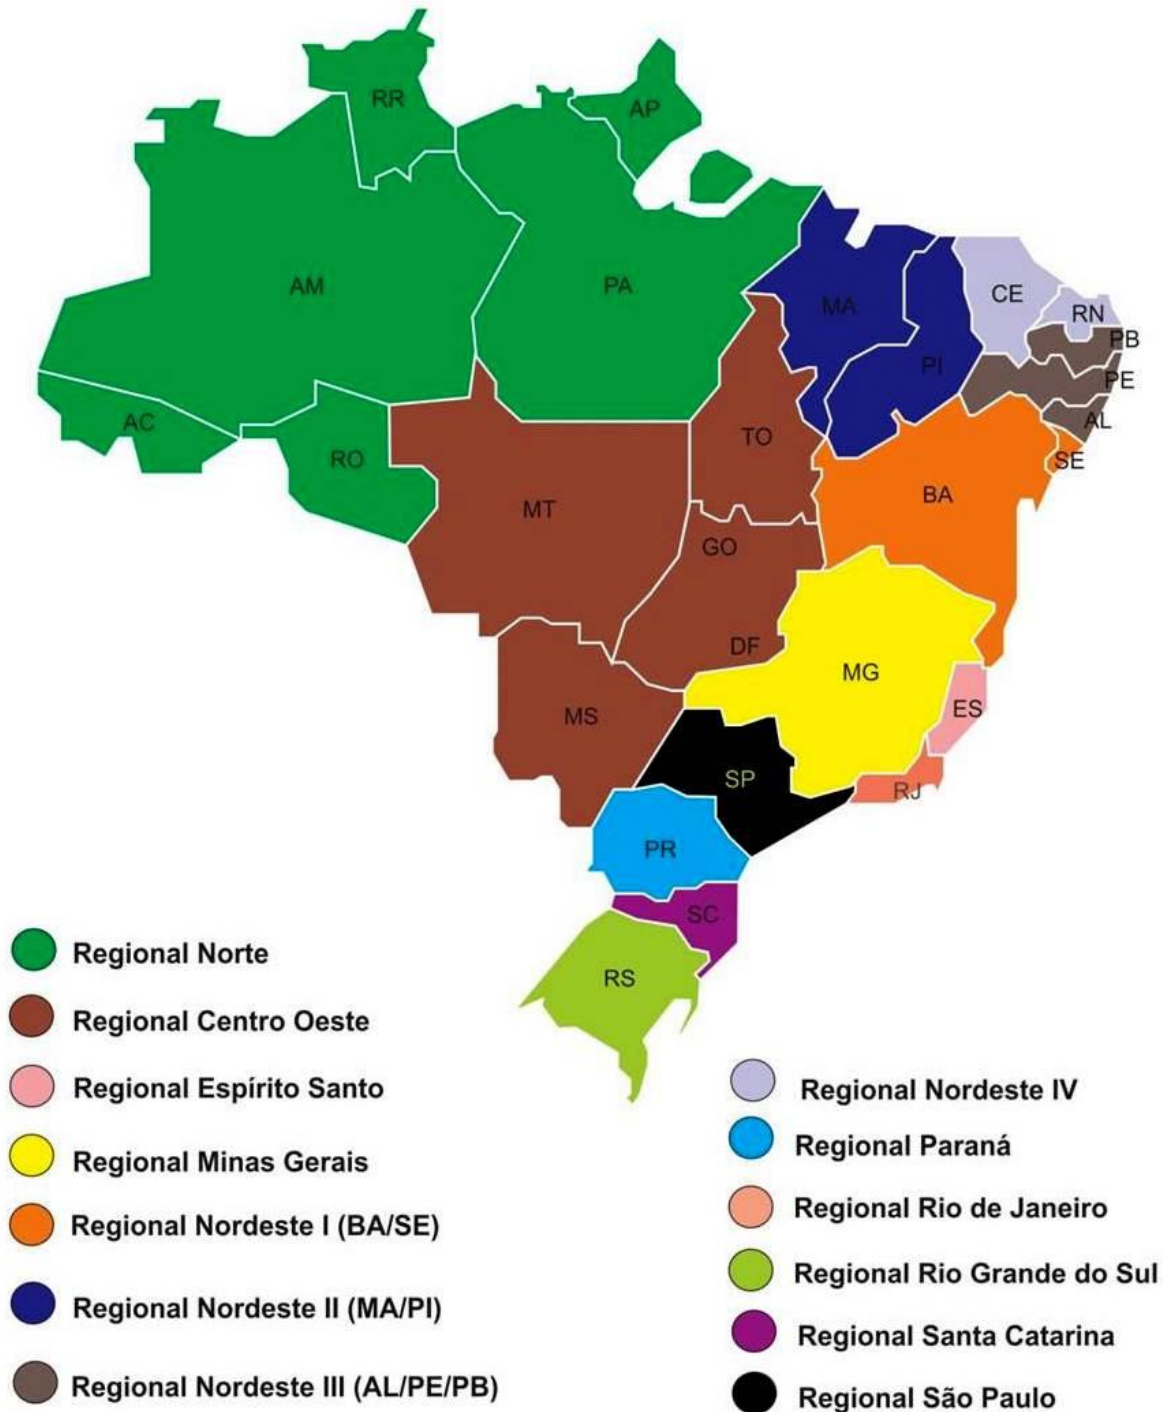 RR
AP
AM
PA
MA
CE
RN
PB
PI
PE
AL
AC
RO
TO
SE
BA
MT
GO
DF
MG
MS
ES
SP
RJ
PR
SC
RS
Regional Norte
Regional Centro Oeste
Regional Espírito Santo
Regional Minas Gerais
Regional Nordeste I (BA/SE)
Regional Nordeste II (MA/PI)
Regional Nordeste III (AL/PE/PB)
Regional Nordeste IV
Regional Paraná
Regional Rio de Janeiro
Regional Rio Grande do Sul
Regional Santa Catarina
Regional São Paulo